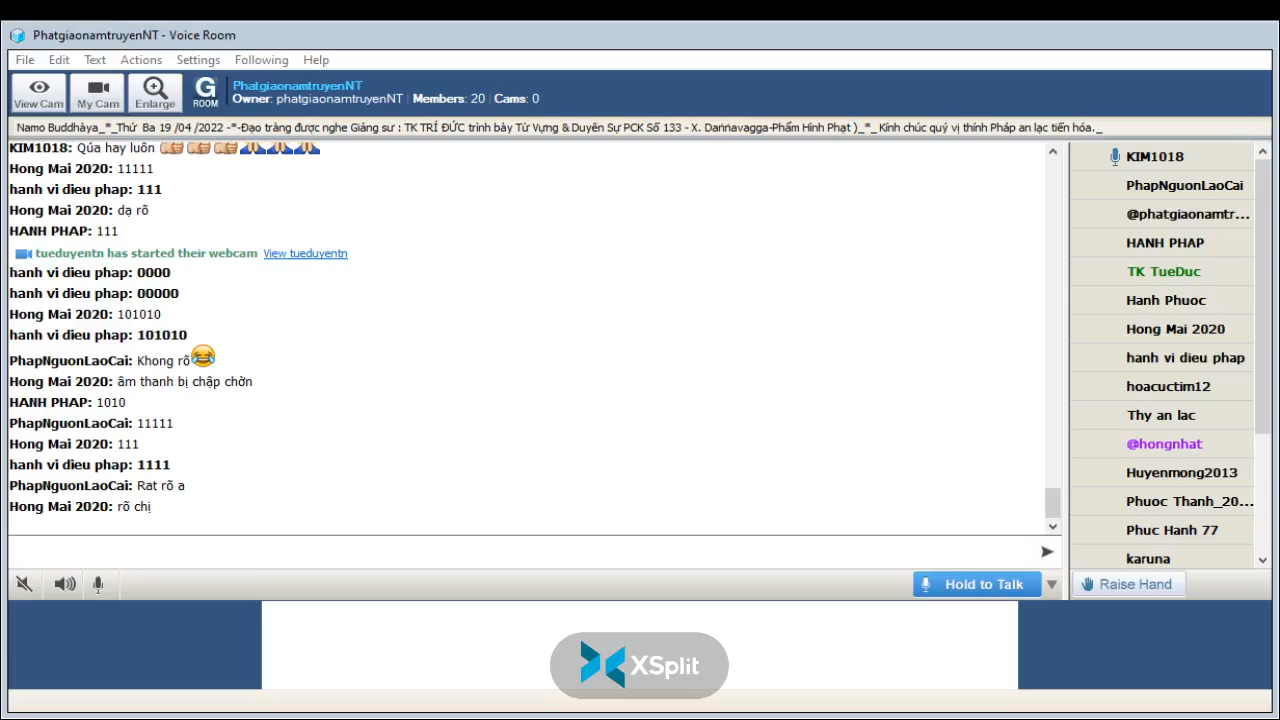 PhatgiaonamtruyenNT - Voice Room
File Edit Text Actions Settings Following Help
View Cam
My Cam
Enlarge
G ROOM
PhatgiaonamtruyenNT
Owner: phatgiaonamtruyenNT | Members: 20 | Cams: 0
Namo Buddhàya_*_Thứ Ba 19 /04 /2022 -*-Đạo tràng được nghe Giảng sư : TK TRÍ ĐỨC trình bày Từ Vựng & Duyên Sự PCK Số 133 - X. Daṇḍavagga-Phẩm Hình Phạt )_*_ Kính chúc quý vị thính Pháp an lạc tiến hóa._
KIM1018: Qúa hay luôn
Hong Mai 2020: 11111
hanh vi dieu phap: 111
Hong Mai 2020: dạ rõ
HANH PHAP: 111
tueduyentn has started their webcam View tueduyentn
hanh vi dieu phap: 0000
hanh vi dieu phap: 00000
Hong Mai 2020: 101010
hanh vi dieu phap: 101010
PhapNguonLaoCai: Khong rõ
Hong Mai 2020: âm thanh bị chập chờn
HANH PHAP: 1010
PhapNguonLaoCai: 11111
Hong Mai 2020: 111
hanh vi dieu phap: 1111
PhapNguonLaoCai: Rat rõ a
Hong Mai 2020: rõ chị
KIM1018
PhapNguonLaoCai
@phatgiaonamtr...
HANH PHAP
TK TueDuc
Hanh Phuoc
Hong Mai 2020
hanh vi dieu phap
hoacuctim12
Thy an lac
@hongnhat
Huyenmong2013
Phuoc Thanh_20...
Phuc Hanh 77
karuna
Hold to Talk
Raise Hand
XSplit